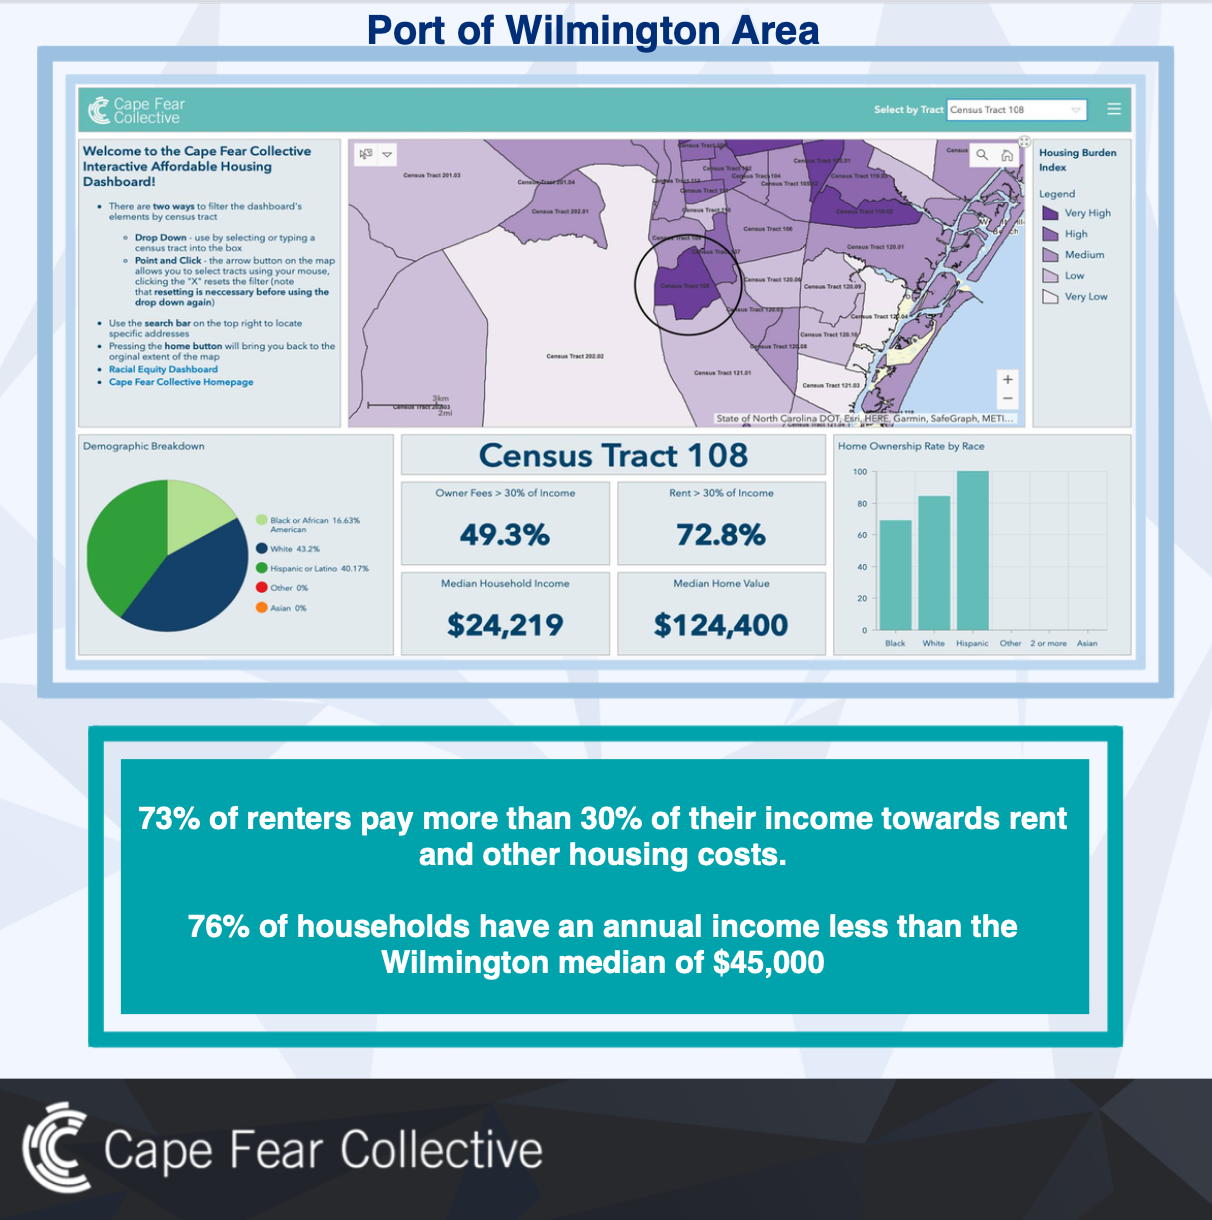 Port of Wilmington Area
Cape Fear
Collective
Select by Tract
Census Tract 108
Welcome to the Cape Fear Collective
Interactive Affordable Housing
Dashboard!
There are two ways to filter the dashboard's
elements by census tract
Drop Down - use by selecting or typing a
census tract into the box
Point and Click - the arrow button on the map
allows you to select tracts using your mouse,
clicking the "X" resets the filter (note
that resetting is neccessary before using the
drop down again)
Use the search bar on the top right to locate
specific addresses
Pressing the home button will bring you back to the
orginal extent of the map
Racial Equity Dashboard
Cape Fear Collective Homepage
Census Tract 201.03
Census Tract 201.04
Census Tract 202.01
Census Tract 104
Census Tract 106
Census Tract 120.01
Census Tract 108
Census Tract 120.09
Census Tract 120.10
Census Tract 120.08
Census Tract 202.02
Census Tract 121.01
Census Tract 121.03
3km
2mi
State of North Carolina DOT, Esri, HERE, Garmin, SafeGraph, METI...
Housing Burden
Index
Legend
Very High
High
Medium
Low
Very Low
Demographic Breakdown
Black or African 16.63%
American
White 43.2%
Hispanic or Latino 40.17%
Other 0%
Asian 0%
Census Tract 108
Owner Fees > 30% of Income
49.3%
Rent > 30% of Income
72.8%
Median Household Income
$24,219
Median Home Value
$124,400
Home Ownership Rate by Race
100
80
60
40
20
0
Black White Hispanic Other 2 or more Asian
73% of renters pay more than 30% of their income towards rent
and other housing costs.
76% of households have an annual income less than the
Wilmington median of $45,000
Cape Fear Collective